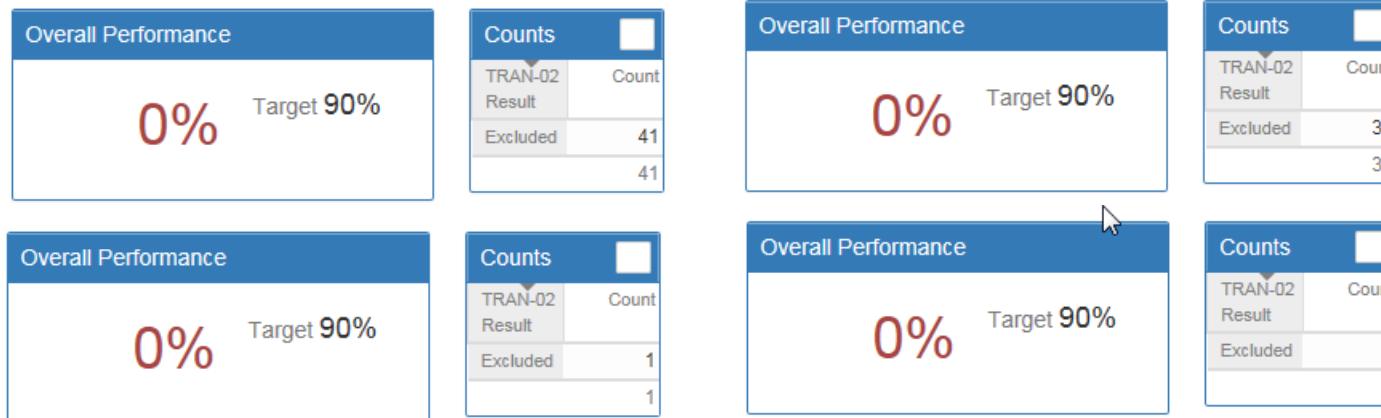 Overall Performance
0% Target 90%
Counts
TRAN-02 Count
Result
Excluded 41
41
Overall Performance
0% Target 90%
Counts
TRAN-02
Result
Excluded
Overall Performance
0% Target 90%
Counts
TRAN-02 Count
Result
Excluded 1
1
Overall Performance
0% Target 90%
Counts
TRAN-02
Result
Excluded